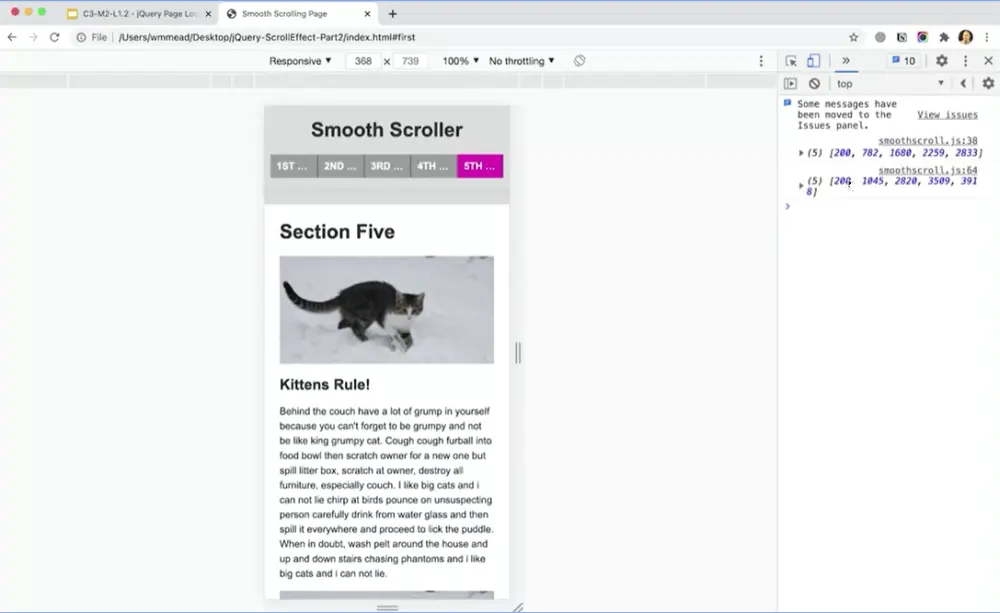 C3-M2-L1.2 - jQuery Page Lo
Smooth Scrolling Page
File
/Users/wmmead/Desktop/jQuery-ScrollEffect-Part2/index.html#first
Responsive ▼ 368 × 739 100% ▼ No throttling ▼
» 10
top
Some messages have
been moved to the
Issues panel.
View issues
smoothscroll.js:38
(5) [200, 782, 1680, 2259, 2833]
smoothscroll.js:64
(5) [200, 1045, 2820, 3509, 391
8]
Smooth Scroller
1ST ... 2ND ... 3RD ... 4TH ... 5TH ...
Section Five
Kittens Rule!
Behind the couch have a lot of grump in yourself
because you can't forget to be grumpy and not
be like king grumpy cat. Cough cough furball into
food bowl then scratch owner for a new one but
spill litter box, scratch at owner, destroy all
furniture, especially couch. I like big cats and i
can not lie chirp at birds pounce on unsuspecting
person carefully drink from water glass and then
spill it everywhere and proceed to lick the puddle.
When in doubt, wash pelt around the house and
up and down stairs chasing phantoms and i like
big cats and i can not lie.